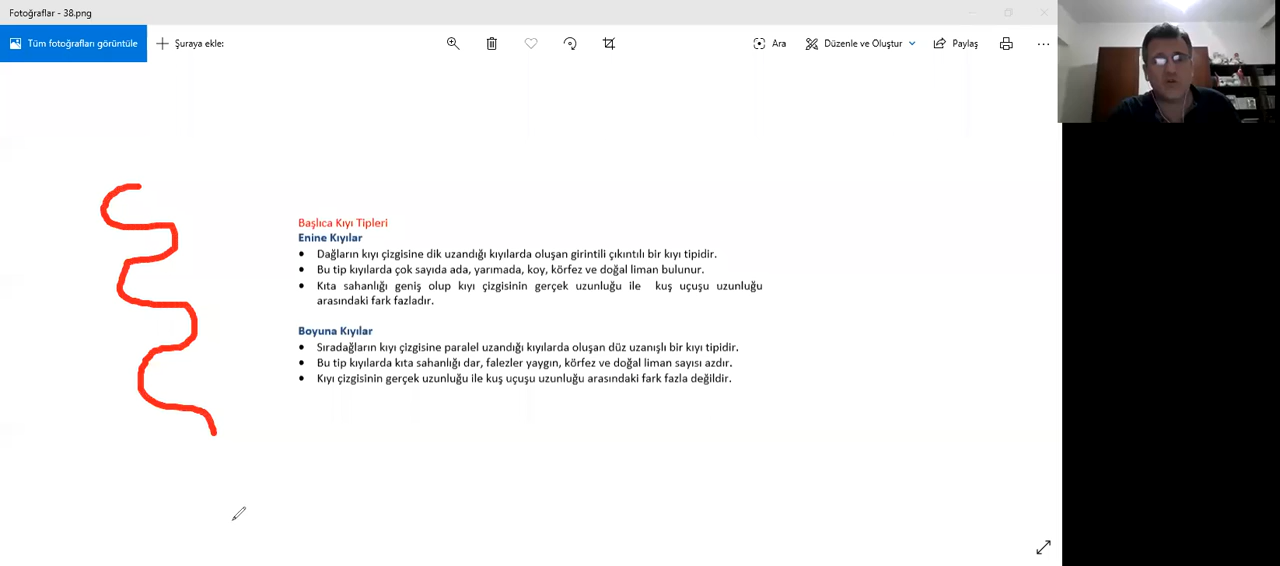 Fotoğraflar - 38.png
Tüm fotoğrafları görüntüle
Şuraya ekle:
Ara
Düzenle ve Oluştur
Paylaş
Başlıca Kıyı Tipleri
Enine Kıyılar
• Dağların kıyı çizgisine dik uzandığı kıyılarda oluşan girintili çıkıntılı bir kıyı tipidir.
• Bu tip kıyılarda çok sayıda ada, yarımada, koy, körfez ve doğal liman bulunur.
• Kıta sahanlığı geniş olup kıyı çizgisinin gerçek uzunluğu ile kuş uçuşu uzunluğu
arasındaki fark fazladır.
Boyuna Kıyılar
• Sıradağların kıyı çizgisine paralel uzandığı kıyılarda oluşan düz uzanışlı bir kıyı tipidir.
• Bu tip kıyılarda kıta sahanlığı dar, falezler yaygın, körfez ve doğal liman sayısı azdır.
• Kıyı çizgisinin gerçek uzunluğu ile kuş uçuşu uzunluğu arasındaki fark fazla değildir.